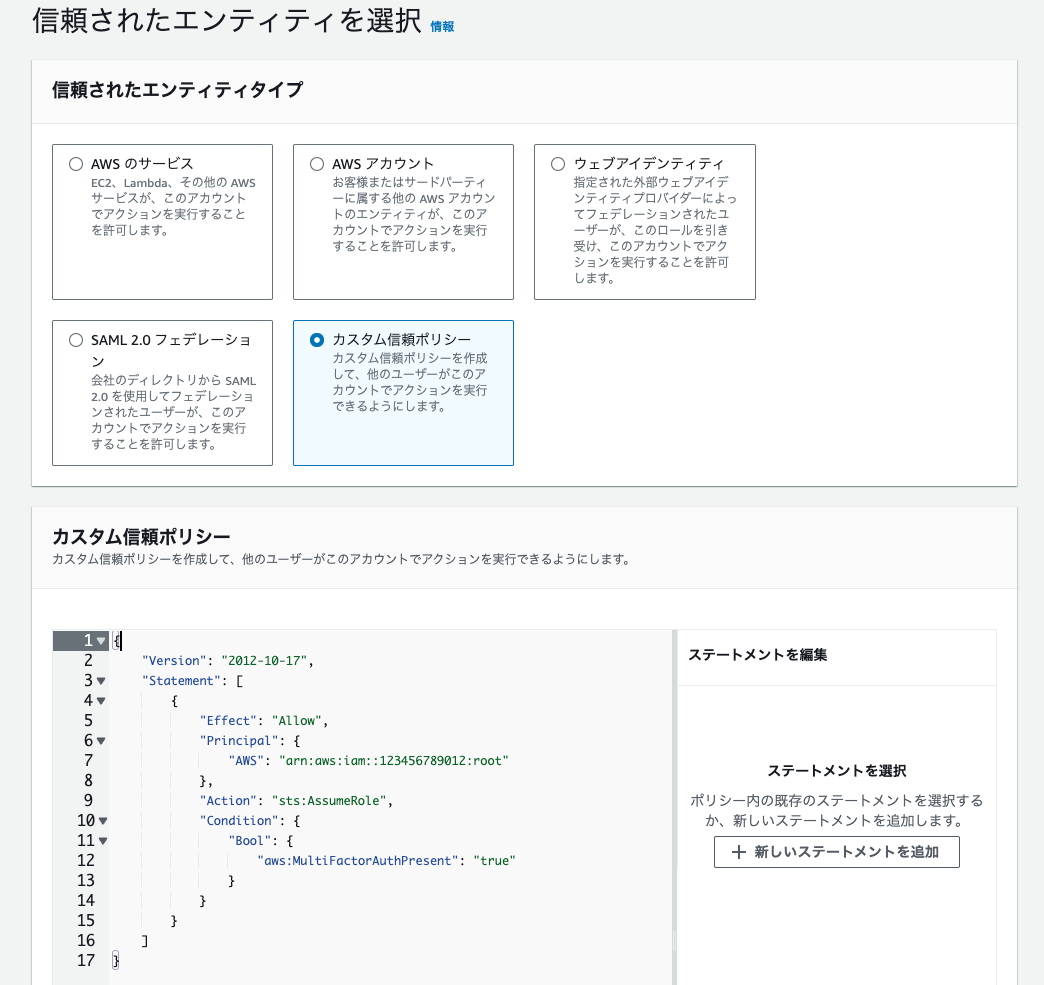 信頼されたエンティティを選択 情報
信頼されたエンティティタイプ
AWS のサービス
EC2、Lambda、その他の AWS
サービスが、このアカウント
でアクションを実行すること
を許可します。
AWS アカウント
お客様またはサードパーティ
ーに属する他の AWS アカウン
トのエンティティが、このア
カウントでアクションを実行
することを許可します。
ウェブアイデンティティ
指定された外部ウェブアイデ
ンティティプロバイダーによっ
てフェデレーションされたユ
ーザーが、このロールを引き
受け、このアカウントでアク
ションを実行することを許可
します。
SAML 2.0 フェデレーショ
ン
会社のディレクトリから SAML
2.0 を使用してフェデレーショ
ンされたユーザーが、このア
カウントでアクションを実行
することを許可します。
カスタム信頼ポリシー
カスタム信頼ポリシーを作成
して、他のユーザーがこのア
カウントでアクションを実行
できるようにします。
カスタム信頼ポリシー
カスタム信頼ポリシーを作成して、他のユーザーがこのアカウントでアクションを実行できるようにします。
1 {
2 "Version": "2012-10-17",
3 "Statement": [
4 {
5 "Effect": "Allow",
6 "Principal": {
7 "AWS": "arn:aws:iam::123456789012:root"
8 },
9 "Action": "sts:AssumeRole",
10 "Condition": {
11 "Bool": {
12 "aws:MultiFactorAuthPresent": "true"
13 }
14 }
15 }
16 ]
17 }
ステートメントを編集
ステートメントを選択
ポリシー内の既存のステートメントを選択する
か、新しいステートメントを追加します。
+ 新しいステートメントを追加